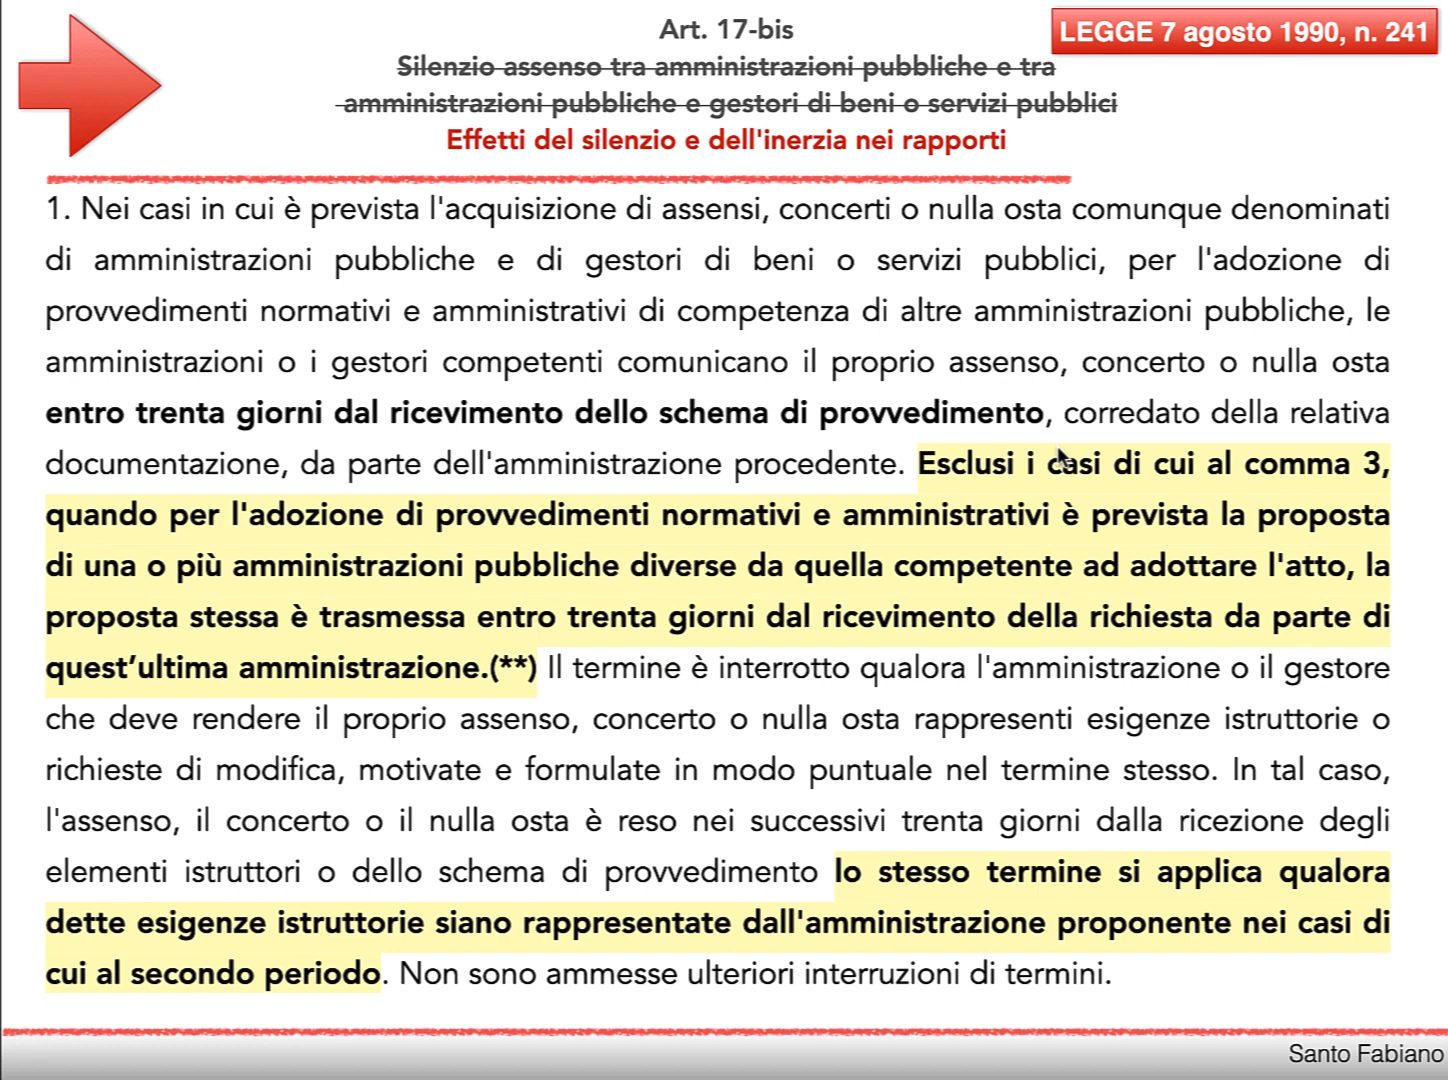 Art. 17-bis
LEGGE 7 agosto 1990, n. 241
Silenzio assenso tra amministrazioni pubbliche e tra
amministrazioni pubbliche e gestori di beni o servizi pubblici
Effetti del silenzio e dell'inerzia nei rapporti
1. Nei casi in cui è prevista l'acquisizione di assensi, concerti o nulla osta comunque denominati
di amministrazioni pubbliche e di gestori di beni o servizi pubblici, per l'adozione di
provvedimenti normativi e amministrativi di competenza di altre amministrazioni pubbliche, le
amministrazioni o i gestori competenti comunicano il proprio assenso, concerto o nulla osta
entro trenta giorni dal ricevimento dello schema di provvedimento, corredato della relativa
documentazione, da parte dell'amministrazione procedente. Esclusi i casi di cui al comma 3,
quando per l'adozione di provvedimenti normativi e amministrativi è prevista la proposta
di una o più amministrazioni pubbliche diverse da quella competente ad adottare l'atto, la
proposta stessa è trasmessa entro trenta giorni dal ricevimento della richiesta da parte di
quest’ultima amministrazione.(**) Il termine è interrotto qualora l'amministrazione o il gestore
che deve rendere il proprio assenso, concerto o nulla osta rappresenti esigenze istruttorie o
richieste di modifica, motivate e formulate in modo puntuale nel termine stesso. In tal caso,
l'assenso, il concerto o il nulla osta è reso nei successivi trenta giorni dalla ricezione degli
elementi istruttori o dello schema di provvedimento lo stesso termine si applica qualora
dette esigenze istruttorie siano rappresentate dall'amministrazione proponente nei casi di
cui al secondo periodo. Non sono ammesse ulteriori interruzioni di termini.
Santo Fabiano